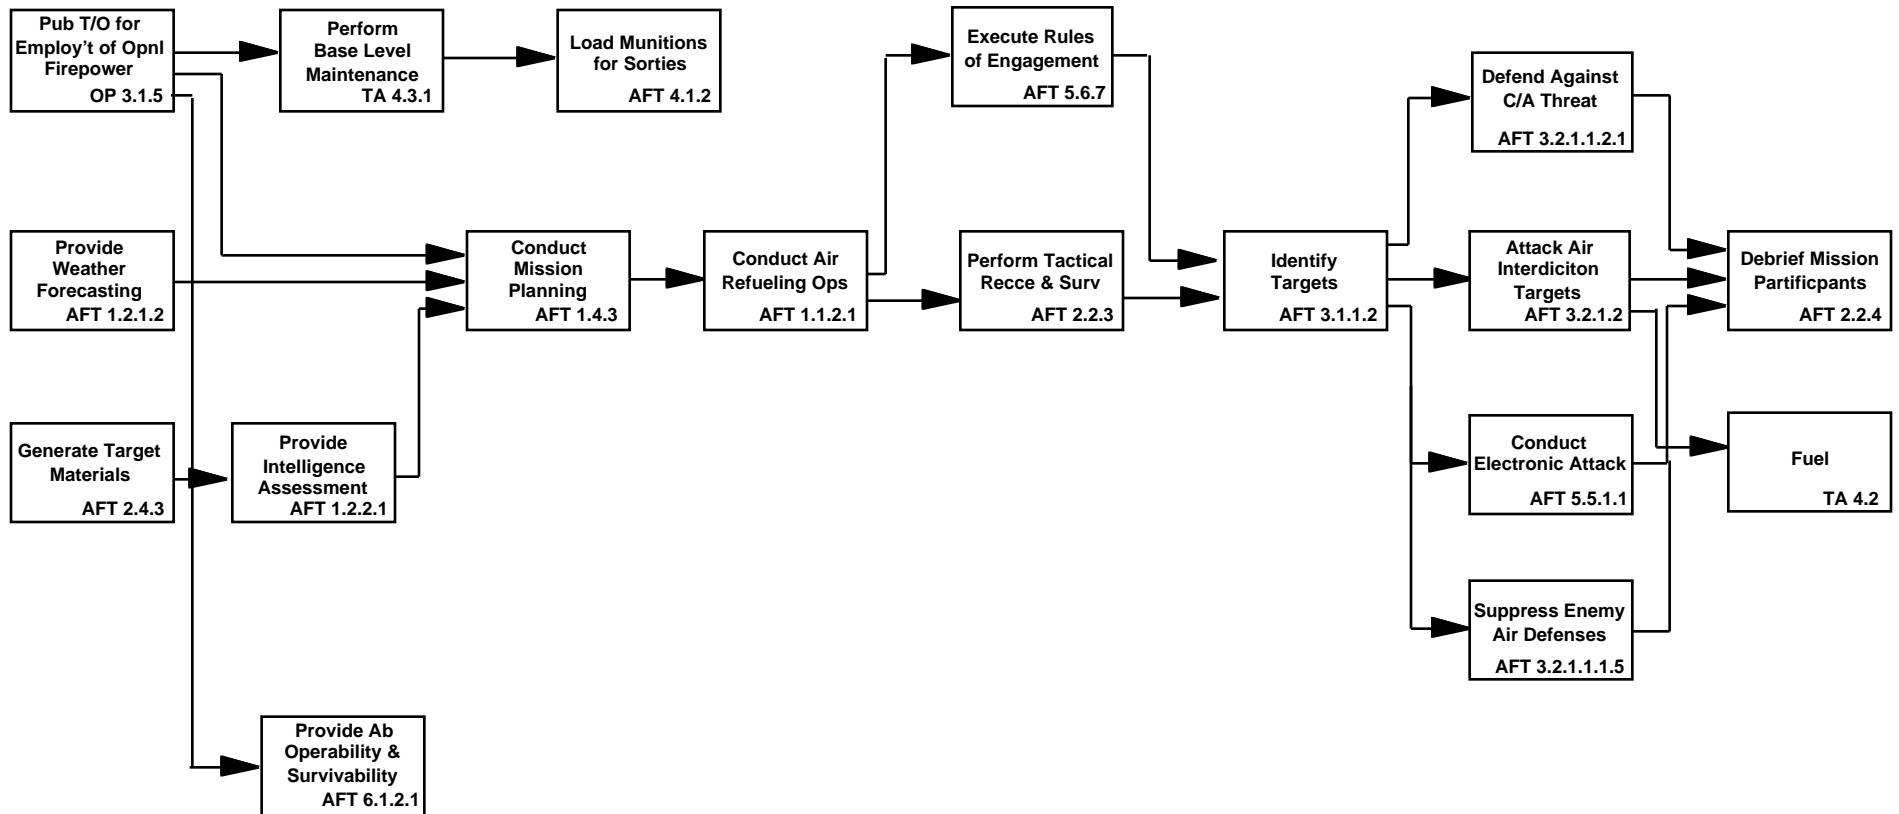 Pub T/O for
Employ’t of Opnl
Firepower
OP 3.1.5
Perform
Base Level
Maintenance
TA 4.3.1
Load Munitions
for Sorties
AFT 4.1.2
Execute Rules
of Engagement
AFT 5.6.7
Defend Against
C/A Threat
AFT 3.2.1.1.2.1
Provide
Weather
Forecasting
AFT 1.2.1.2
Conduct
Mission
Planning
AFT 1.4.3
Conduct Air
Refueling Ops
AFT 1.1.2.1
Perform Tactical
Recce & Surv
AFT 2.2.3
Identify
Targets
AFT 3.1.1.2
Attack Air
Interdiciton
Targets
AFT 3.2.1.2
Debrief Mission
Partificpants
AFT 2.2.4
Generate Target
Materials
AFT 2.4.3
Provide
Intelligence
Assessment
AFT 1.2.2.1
Conduct
Electronic Attack
AFT 5.5.1.1
Fuel
TA 4.2
Suppress Enemy
Air Defenses
AFT 3.2.1.1.1.5
Provide Ab
Operability &
Survivability
AFT 6.1.2.1